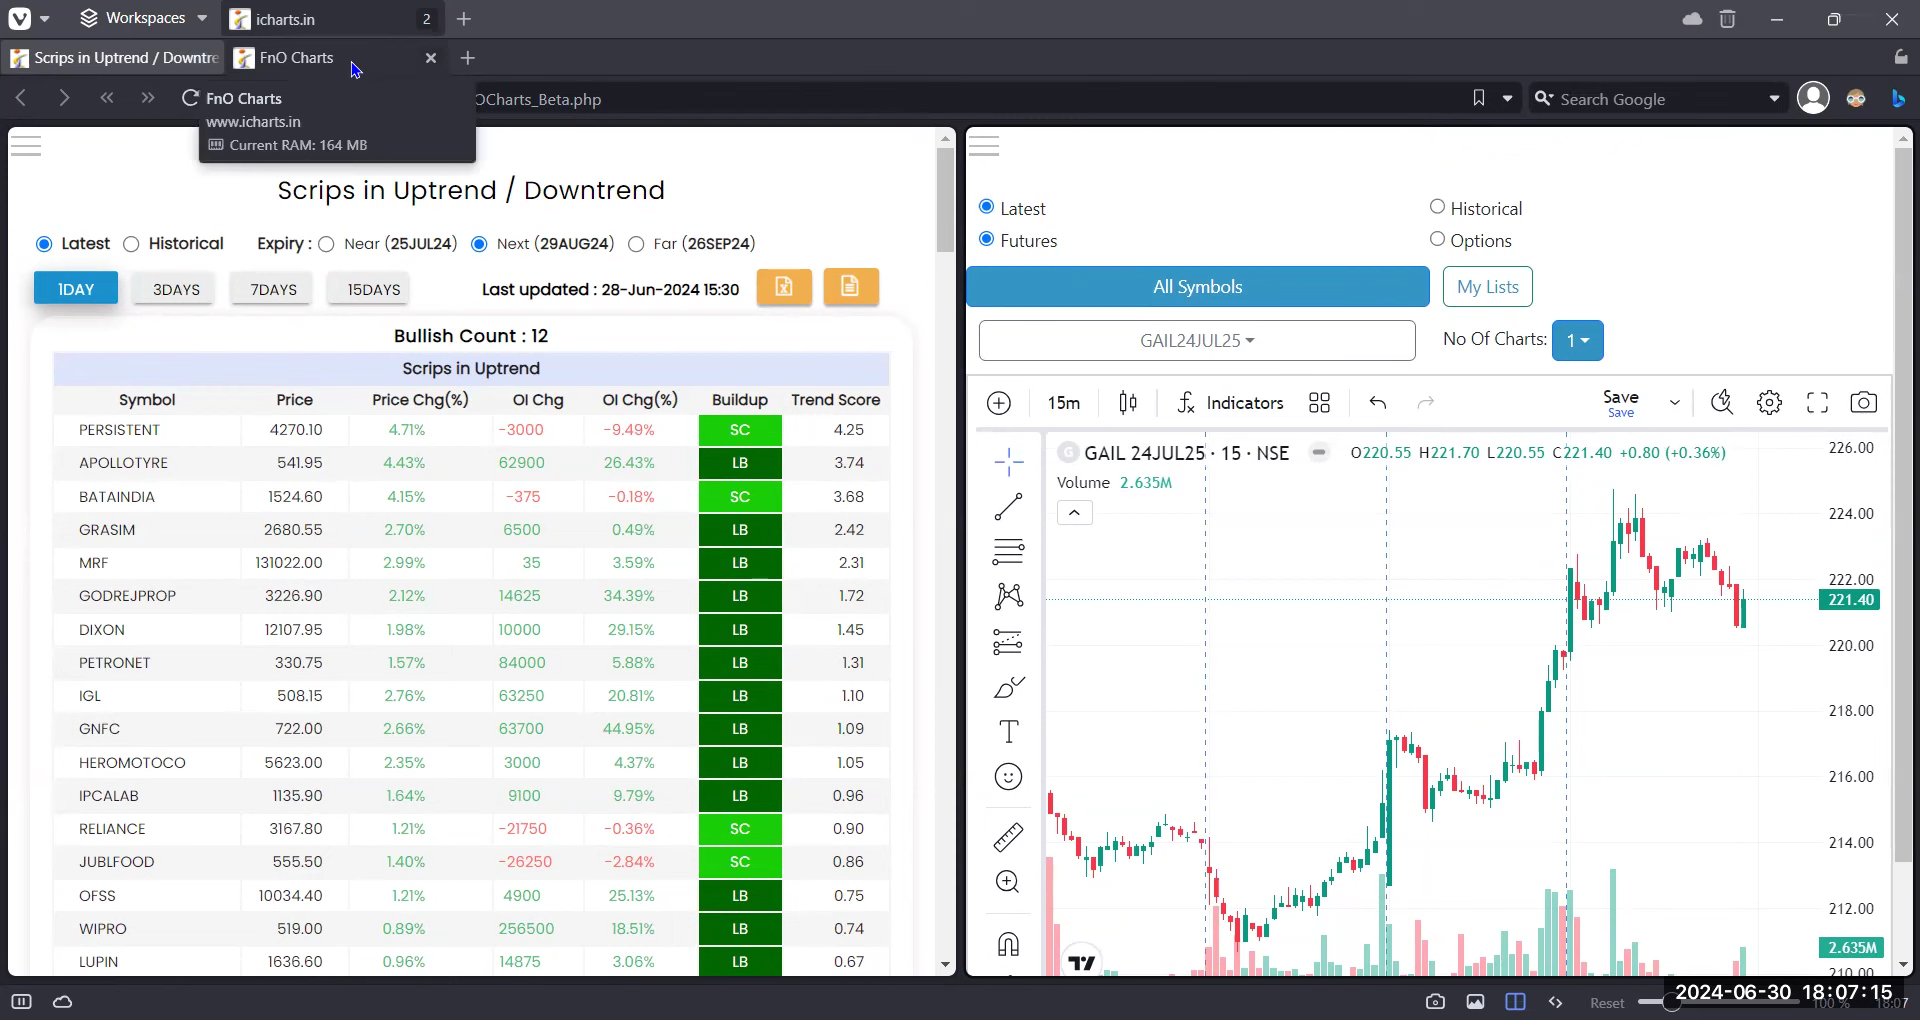 Workspaces
icharts.in
2
Scrips in Uptrend / Downtre
FnO Charts
FnO Charts
www.icharts.in
Current RAM: 164 MB
OCharts_Beta.php
Search Google
Scrips in Uptrend / Downtrend
Latest Historical Expiry : Near (25JUL24) Next (29AUG24) Far (26SEP24)
1DAY 3DAYS 7DAYS 15DAYS Last updated : 28-Jun-2024 15:30
Bullish Count : 12
Scrips in Uptrend
Symbol Price Price Chg(%) OI Chg OI Chg(%) Buildup Trend Score
PERSISTENT 4270.10 4.71% -3000 -9.49% SC 4.25
APOLLOTYRE 541.95 4.43% 62900 26.43% LB 3.74
BATAINDIA 1524.60 4.15% -375 -0.18% SC 3.68
GRASIM 2680.55 2.70% 6500 0.49% LB 2.42
MRF 131022.00 2.99% 35 3.59% LB 2.31
GODREJPROP 3226.90 2.12% 14625 34.39% LB 1.72
DIXON 12107.95 1.98% 10000 29.15% LB 1.45
PETRONET 330.75 1.57% 84000 5.88% LB 1.31
IGL 508.15 2.76% 63250 20.81% LB 1.10
GNFC 722.00 2.66% 63700 44.95% LB 1.09
HEROMOTOCO 5623.00 2.35% 3000 4.37% LB 1.05
IPCALAB 1135.90 1.64% 9100 9.79% LB 0.96
RELIANCE 3167.80 1.21% -21750 -0.36% SC 0.90
JUBLFOOD 555.50 1.40% -26250 -2.84% SC 0.86
OFSS 10034.40 1.21% 4900 25.13% LB 0.75
WIPRO 519.00 0.89% 256500 18.51% LB 0.74
LUPIN 1636.60 0.96% 14875 3.06% LB 0.67
Latest Historical
Futures Options
All Symbols My Lists
GAIL24JUL25 No Of Charts: 1
15m Indicators Save
Save
GAIL 24JUL25 · 15 · NSE O220.55 H221.70 L220.55 C221.40 +0.80 (+0.36%)
Volume 2.635M
226.00
224.00
222.00
221.40
220.00
218.00
216.00
214.00
212.00
2.635M
210.00
Reset
100 %
18:07
2024-06-30 18:07:15